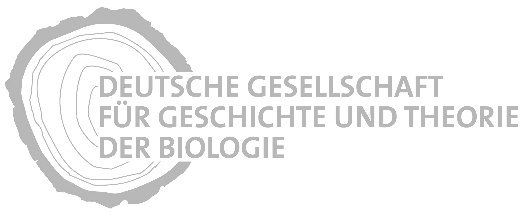 DEUTSCHE GESELLSCHAFT
FÜR GESCHICHTE UND THEORIE
DER BIOLOGIE